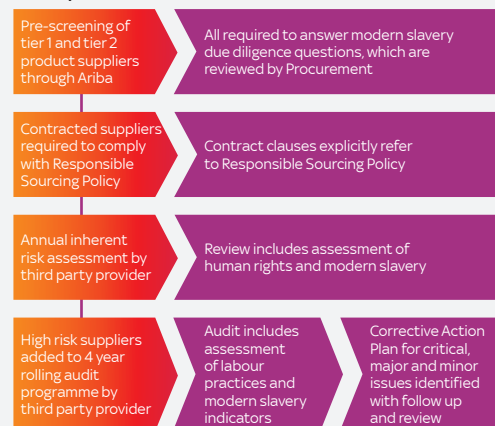 Pre-screening of
tier 1 and tier 2
product suppliers
through Ariba
All required to answer modern slavery
due diligence questions, which are
reviewed by Procurement
Contracted suppliers
required to comply
with Responsible
Sourcing Policy
Contract clauses explicitly refer
to Responsible Sourcing Policy
Annual inherent
risk assessment by
third party provider
Review includes assessment of
human rights and modern slavery
High risk suppliers
added to 4 year
rolling audit
programme by
third party provider
Audit includes
assessment
of labour
practices and
modern slavery
indicators
Corrective Action
Plan for critical,
major and minor
issues identified
with follow up
and review